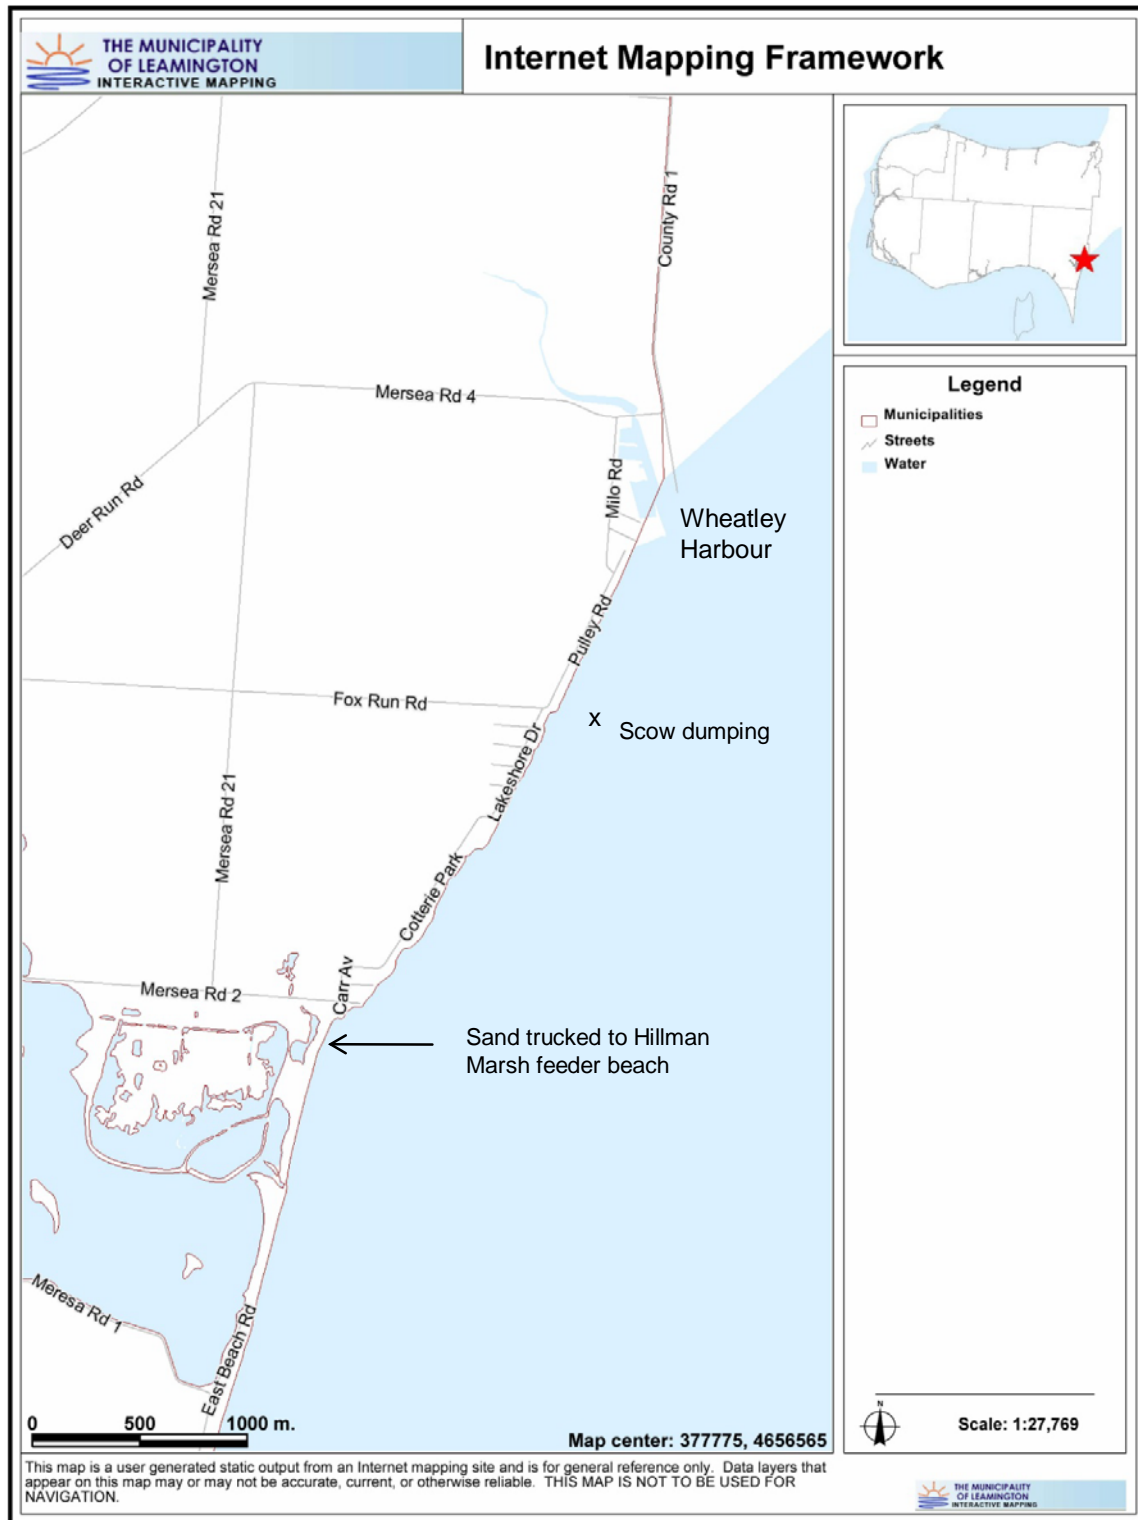 THE MUNICIPALITY
OF LEAMINGTON
INTERACTIVE MAPPING
Internet Mapping Framework
Mersea Rd 21
County Rd 1
Mersea Rd 4
Deer Run Rd
Milo Rd
Wheatley
Harbour
Pulley Rd
Fox Run Rd
x
Scow dumping
Lakeshore Dr
Mersea Rd 21
Cotterie Park
Carr Av
Mersea Rd 2
Sand trucked to Hillman
Marsh feeder beach
Meresa Rd 1
East Beach Rd
0 500 1000 m.
Map center: 377775, 4656565
Legend
Municipalities
Streets
Water
N
Scale: 1:27,769
This map is a user generated static output from an Internet mapping site and is for general reference only. Data layers that
appear on this map may or may not be accurate, current, or otherwise reliable. THIS MAP IS NOT TO BE USED FOR
NAVIGATION.
THE MUNICIPALITY
OF LEAMINGTON
INTERACTIVE MAPPING